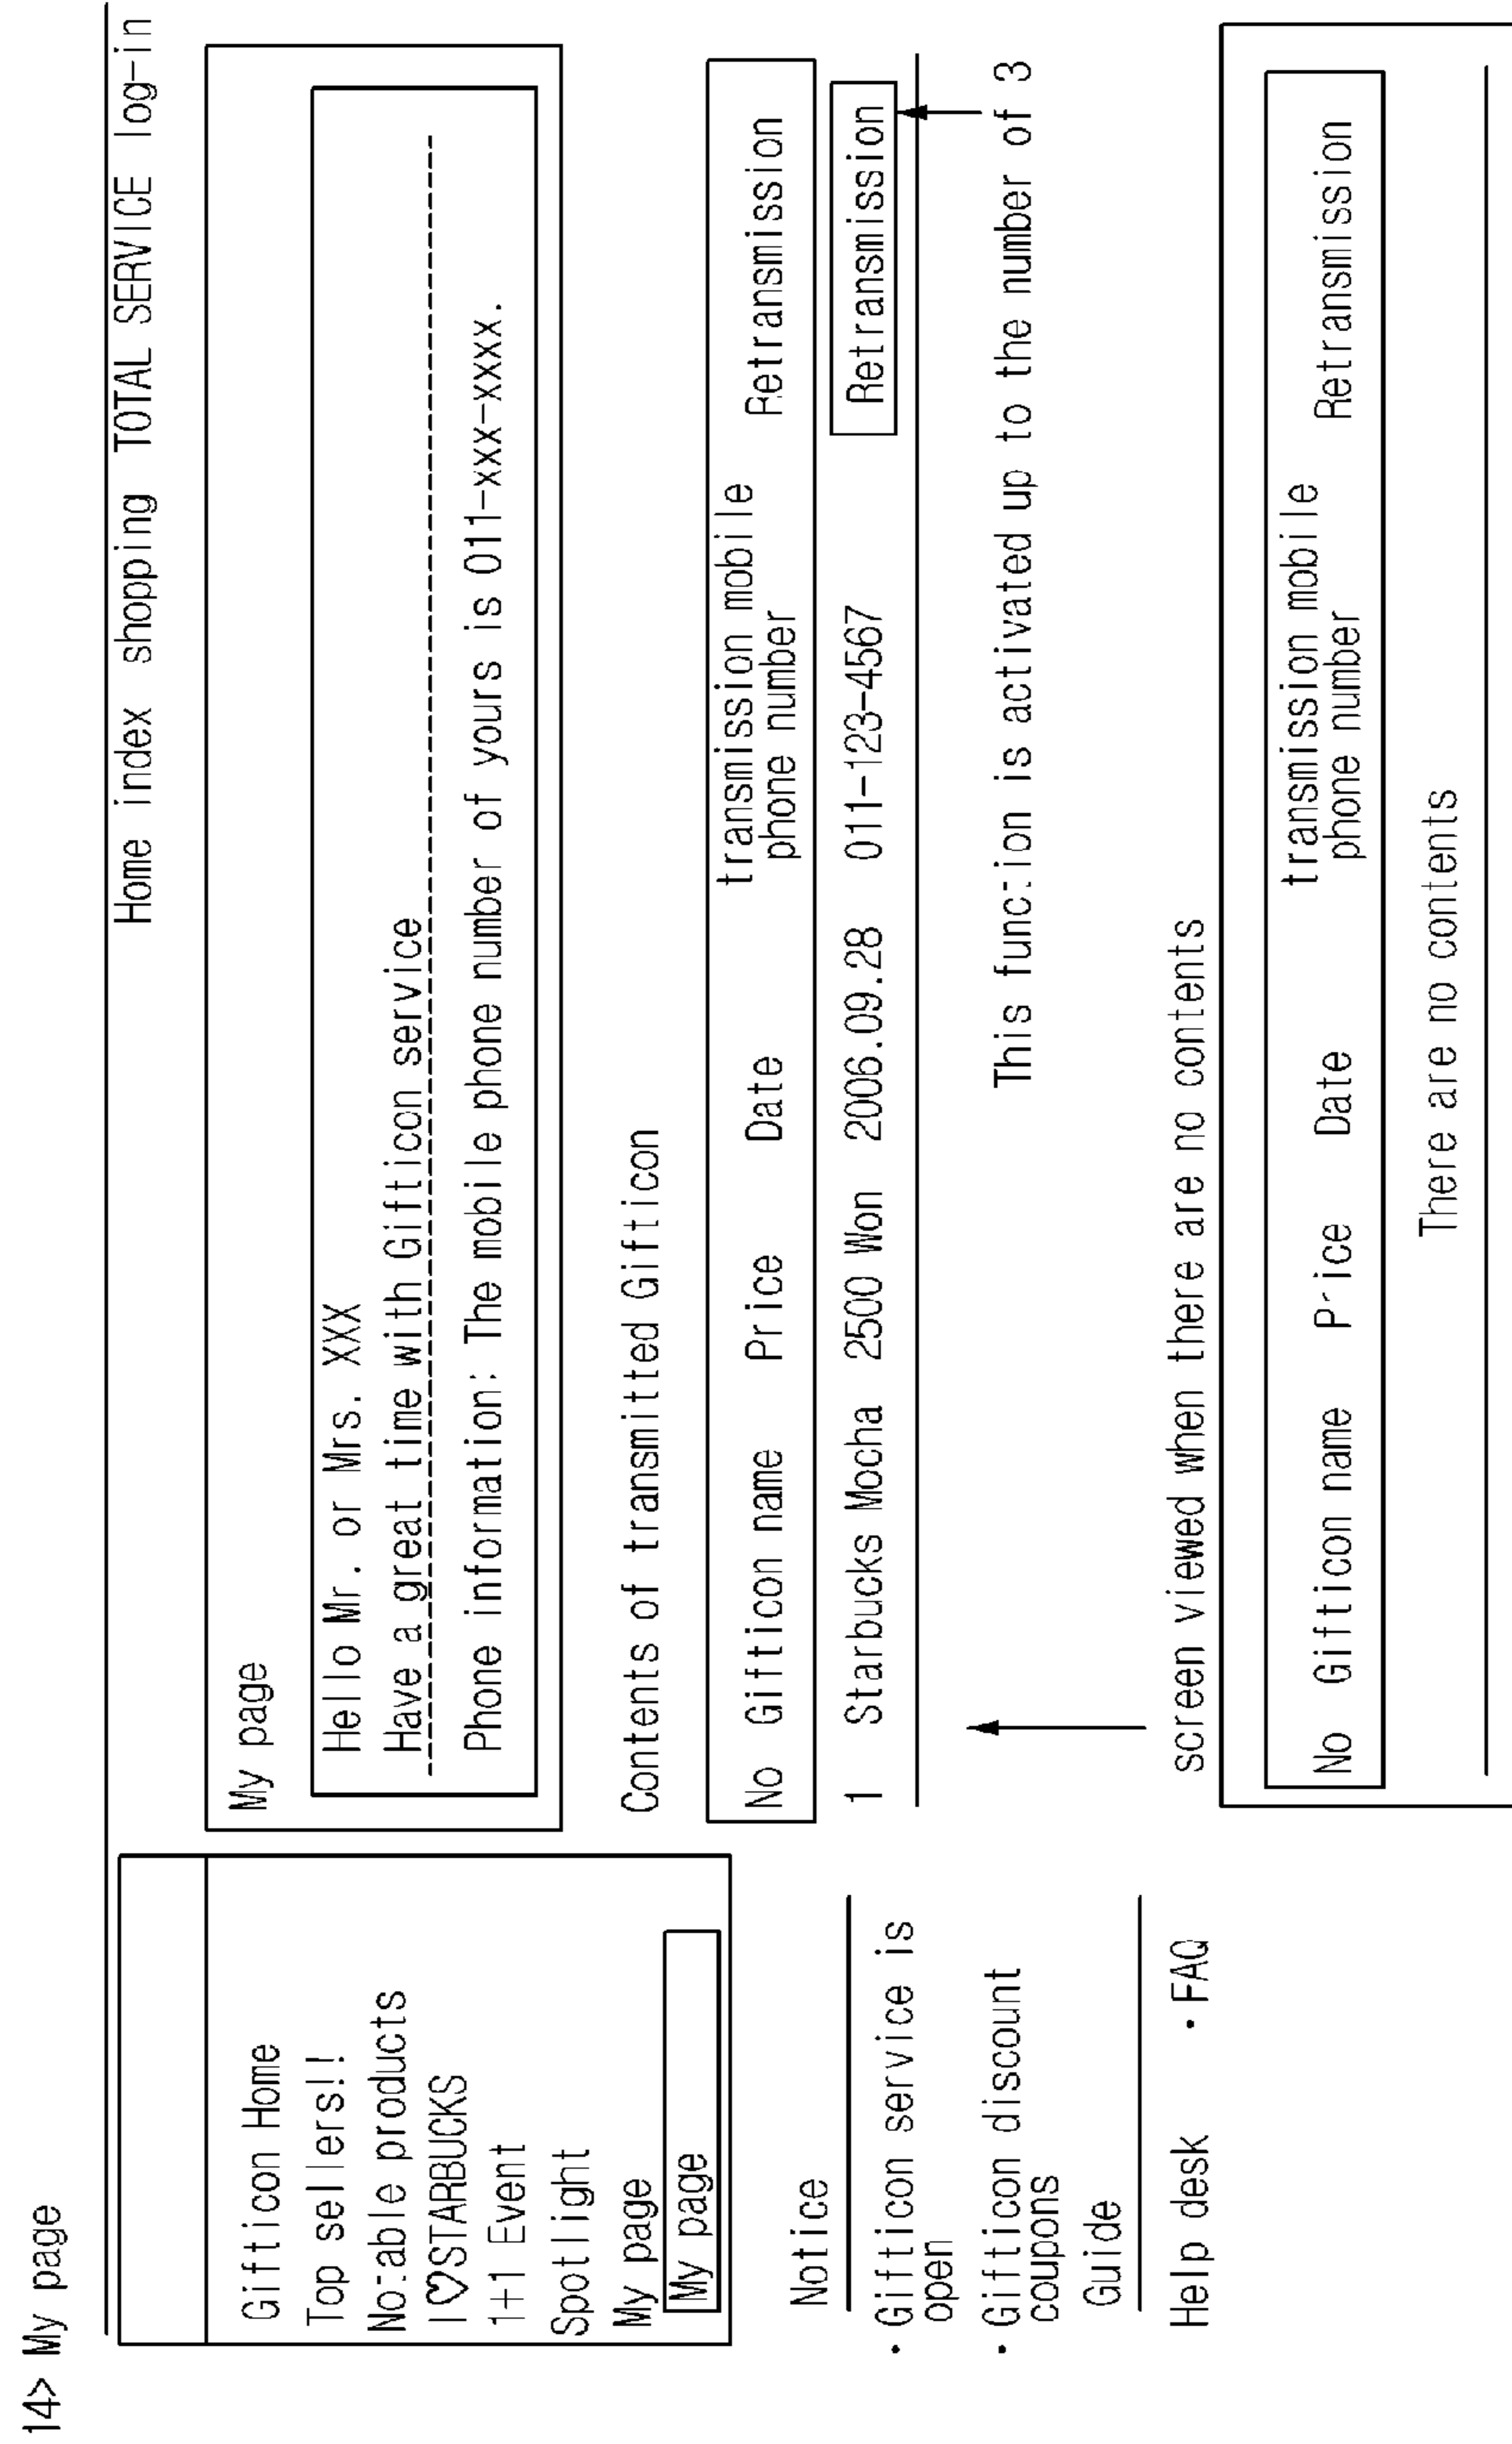 14> My page
Home index shopping TOTAL SERVICE log-in
Gifticon Home
Top sellers!!
Notable products
I♡STARBUCKS
1+1 Event
Spotlight
My page
My page
Notice
· Gifticon service is
open
· Gifticon discount
coupons
Guide
Help desk · FAQ
My page
Hello Mr. or Mrs. XXX
Have a great time with Gifticon service
Phone information: The mobile phone number of yours is 011-xxx-xxxx.
Contents of transmitted Gifticon
No Gifticon name Price Date transmission mobile phone number Retransmission
1 Starbucks Mocha 2500 Won 2006.09.28 011-123-4567 Retransmission
This function is activated up to the number of 3
screen viewed when there are no contents
No Gifticon name Price Date transmission mobile phone number Retransmission
There are no contents